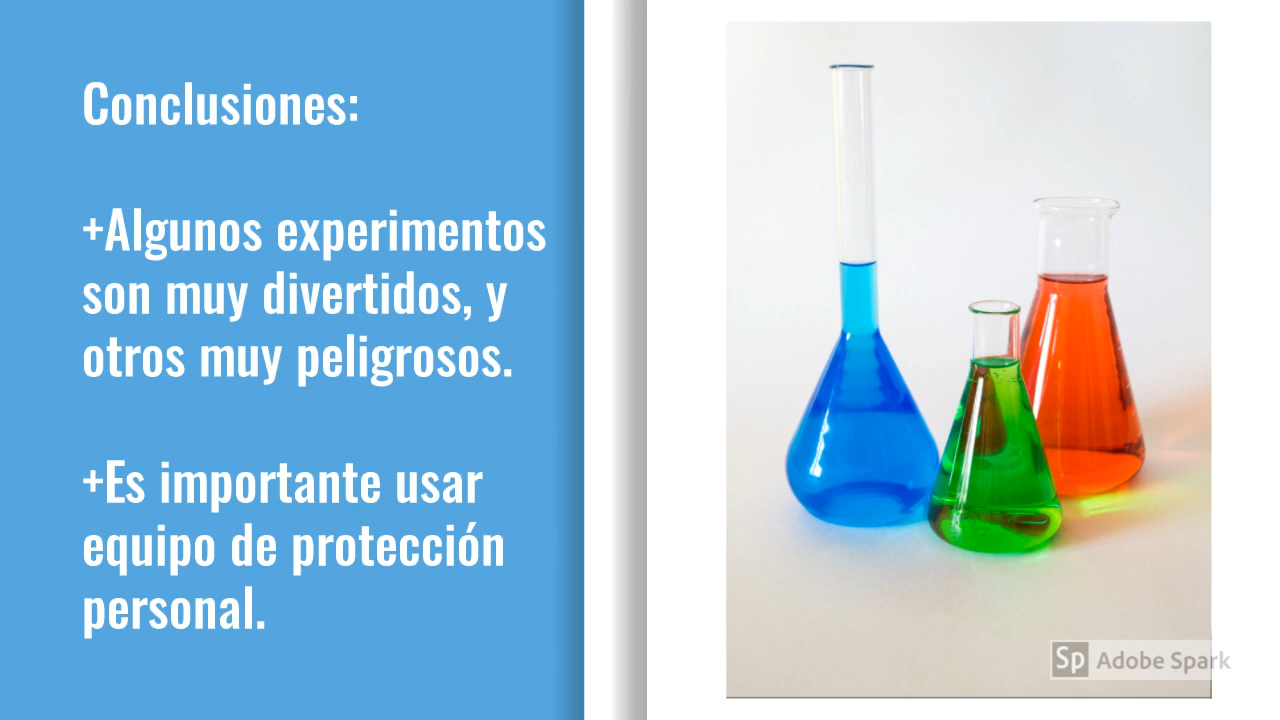 Conclusiones:
+Algunos experimentos
son muy divertidos, y
otros muy peligrosos.
+Es importante usar
equipo de protección
personal.
Sp Adobe Spark